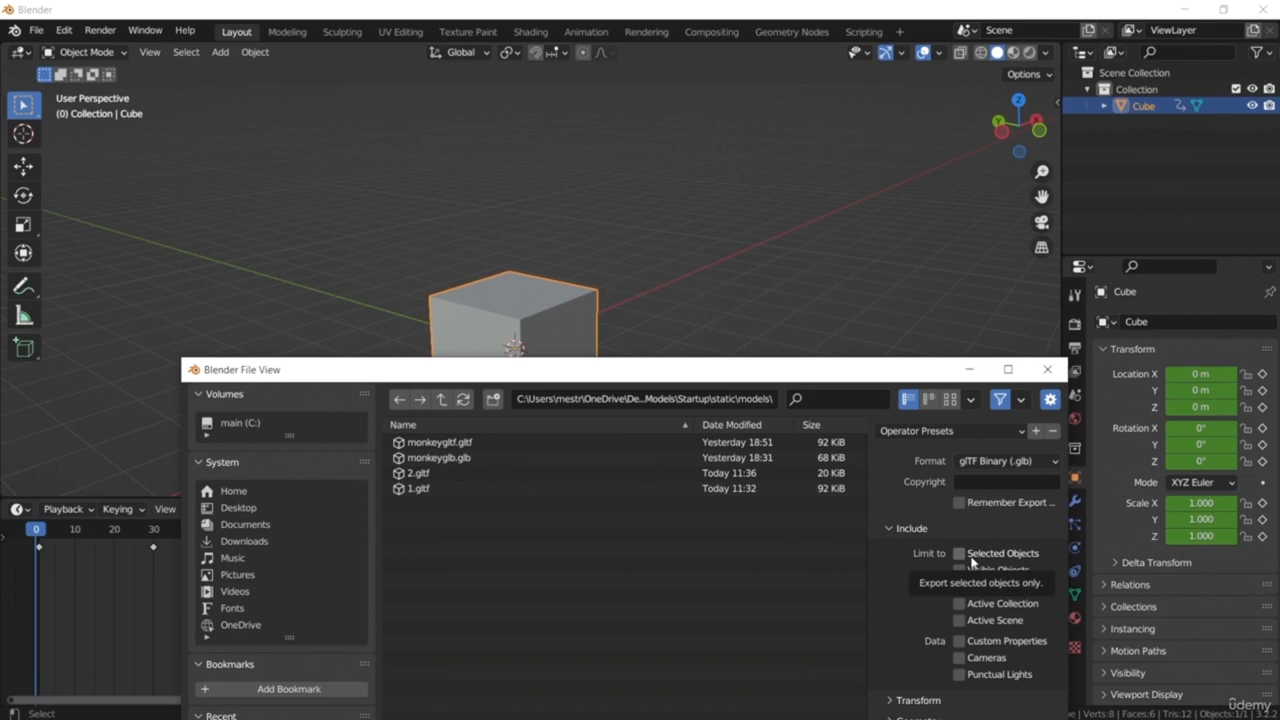 Blender
File Edit Render Window Help Layout Modeling Sculpting UV Editing Texture Paint Shading Animation Rendering Compositing Geometry Nodes Scripting + Scene ViewLayer
Object Mode View Select Add Object Global
Options
User Perspective
(0) Collection | Cube
Z
Y
X
Scene Collection
Collection
Cube
Cube
Cube
Transform
Location X 0 m
Y 0 m
Z 0 m
Rotation X 0°
Y 0°
Z 0°
Mode XYZ Euler
Scale X 1.000
Y 1.000
Z 1.000
Delta Transform
Relations
Collections
Instancing
Motion Paths
Visibility
Viewport Display
Playback Keying View
0 10 20 30
Select
Blender File View
Volumes
main (C:)
System
Home
Desktop
Documents
Downloads
Music
Pictures
Videos
Fonts
OneDrive
Bookmarks
+ Add Bookmark
Recent
C:\Users\mestr\OneDrive\De...Models\Startup\static\models\
Name Date Modified Size
monkeygltf.gltf Yesterday 18:51 92 KiB
monkeyglb.glb Yesterday 18:31 68 KiB
2.gltf Today 11:36 20 KiB
1.gltf Today 11:32 92 KiB
Operator Presets + −
Format glTF Binary (.glb)
Copyright
Remember Export ...
Include
Limit to Selected Objects
Export selected objects only.
Active Collection
Active Scene
Data Custom Properties
Cameras
Punctual Lights
Transform
ûdemy
Verts:8 | Faces:6 | Tris:12 | Objects:1/1 | 3.2.2